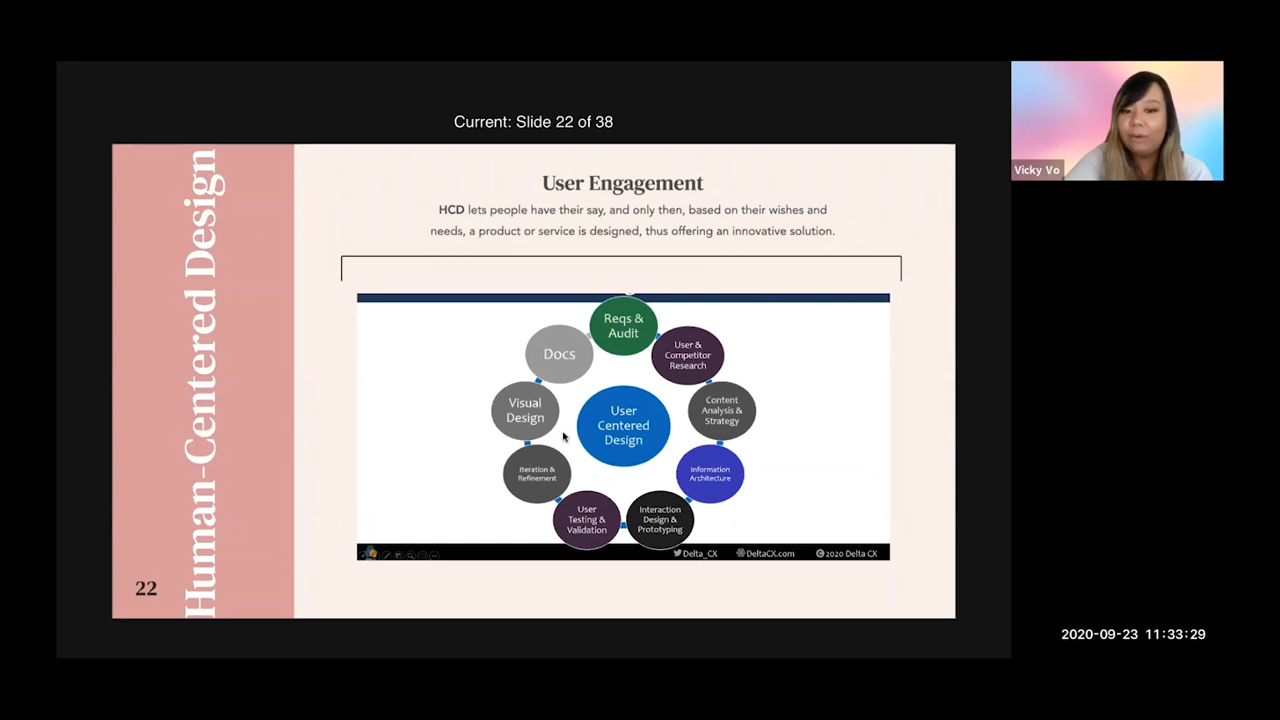 Current: Slide 22 of 38
Vicky Vo
Human-Centered Design
22
User Engagement
HCD lets people have their say, and only then, based on their wishes and
needs, a product or service is designed, thus offering an innovative solution.
Reqs &
Audit
User &
Competitor
Research
Content
Analysis &
Strategy
Information
Architecture
Interaction
Design &
Prototyping
User
Testing &
Validation
Iteration &
Refinement
Visual
Design
Docs
User
Centered
Design
Delta_CX
DeltaCX.com
© 2020 Delta CX
2020-09-23 11:33:29